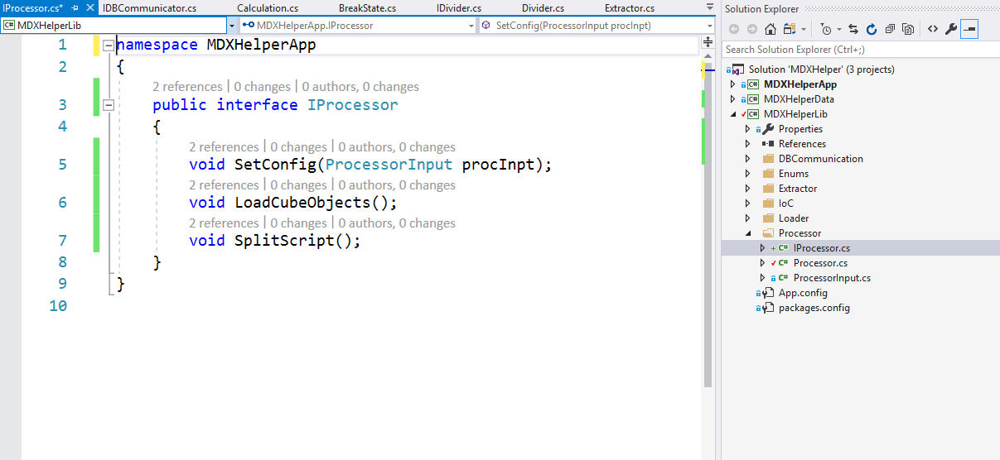 IProcessor.cs* IDBCommunicator.cs Calculation.cs BreakState.cs IDivider.cs Divider.cs Extractor.cs
MDXHelperLib MDXHelperApp.IProcessor SetConfig(ProcessorInput procInpt)
1 namespace MDXHelperApp
2 {
2 references | 0 changes | 0 authors, 0 changes
3 public interface IProcessor
4 {
2 references | 0 changes | 0 authors, 0 changes
5 void SetConfig(ProcessorInput procInpt);
2 references | 0 changes | 0 authors, 0 changes
6 void LoadCubeObjects();
2 references | 0 changes | 0 authors, 0 changes
7 void SplitScript();
8 }
9 }
10
Solution Explorer
Search Solution Explorer (Ctrl+;)
Solution 'MDXHelper' (3 projects)
C# MDXHelperApp
C# MDXHelperData
C# MDXHelperLib
Properties
References
DBCommunication
Enums
Extractor
IoC
Loader
Processor
C# IProcessor.cs
C# Processor.cs
C# ProcessorInput.cs
App.config
packages.config